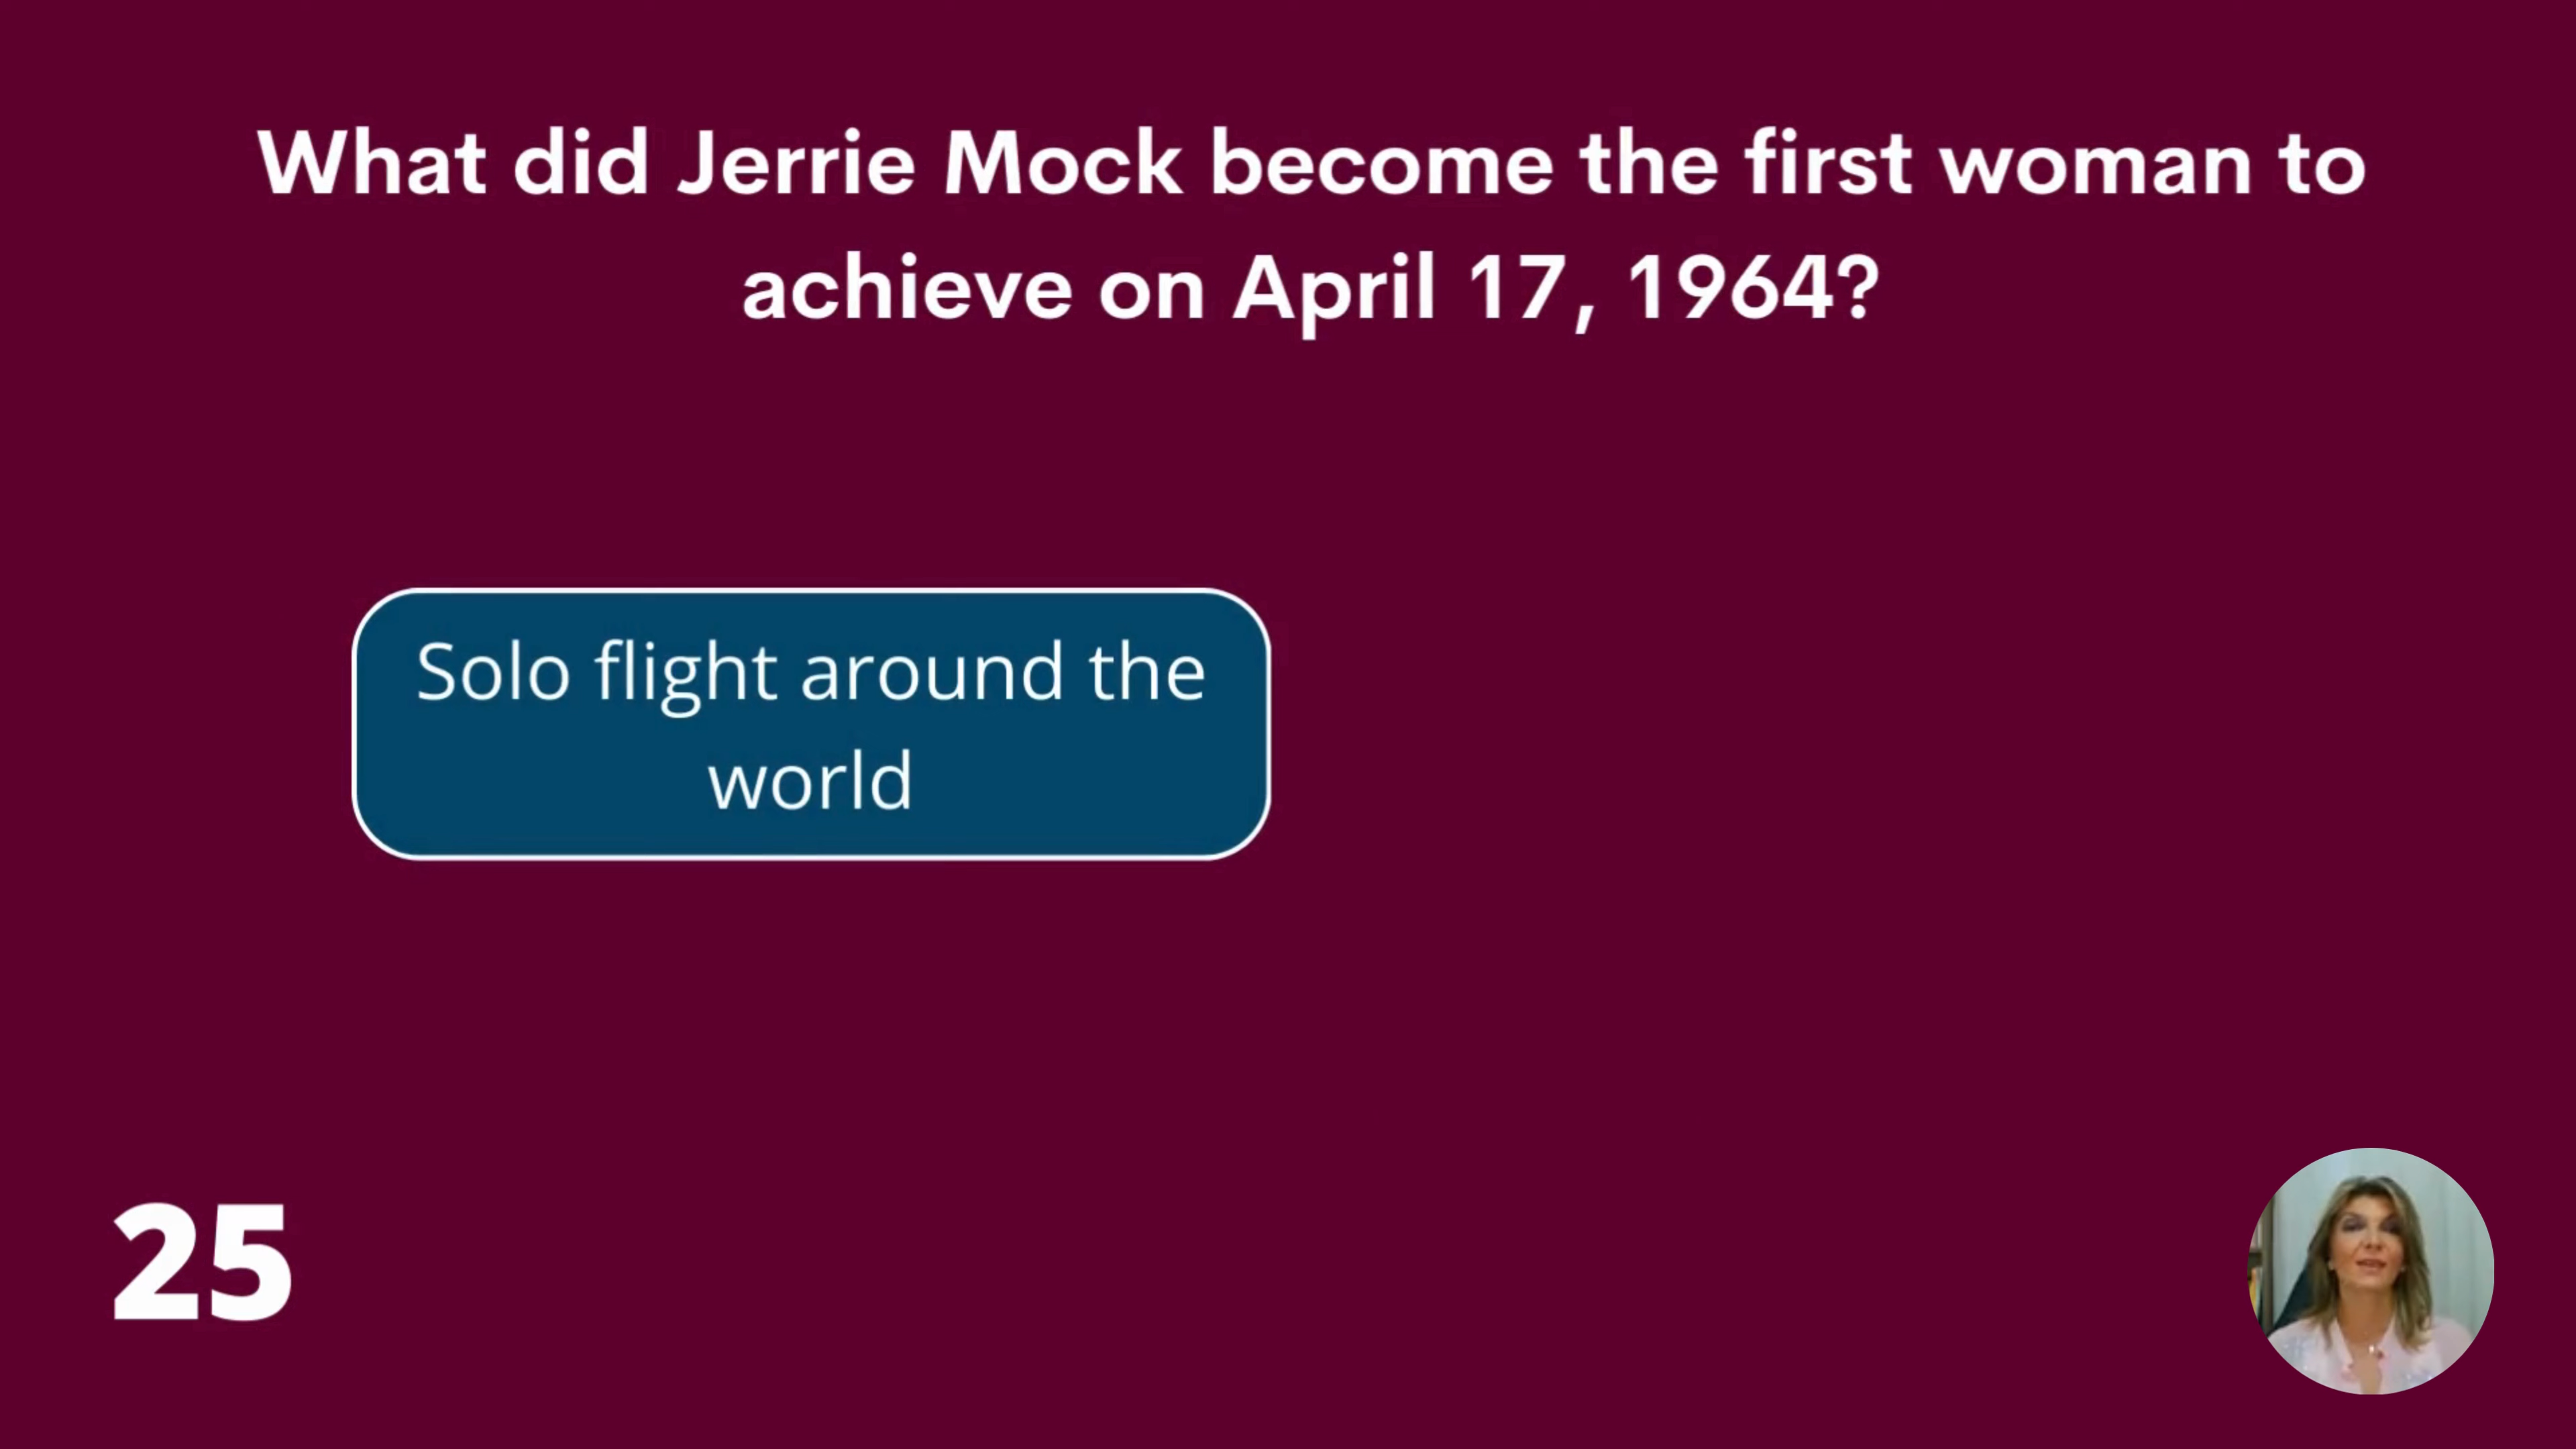 What did Jerrie Mock become the first woman to
achieve on April 17, 1964?
Solo flight around the
world
25